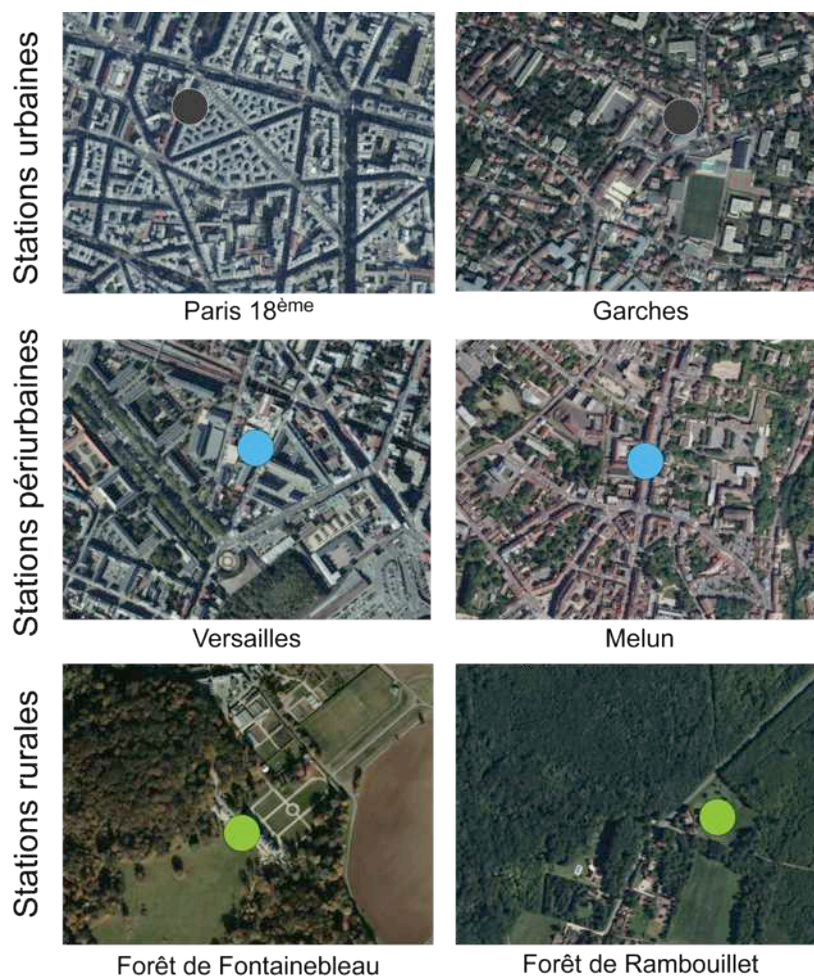 Stations urbaines
Paris 18ème
Garches
Stations périurbaines
Versailles
Melun
Stations rurales
Forêt de Fontainebleau
Forêt de Rambouillet